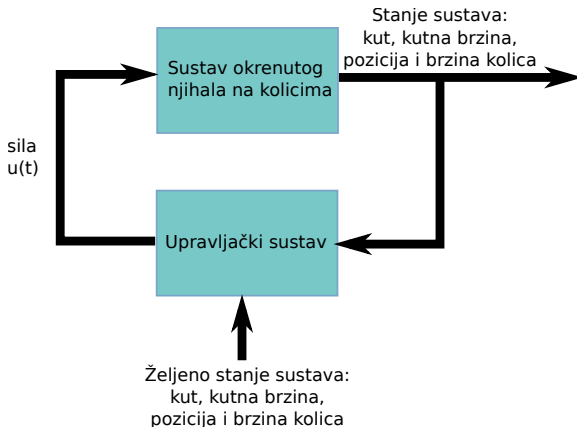 Stanje sustava:
kut, kutna brzina,
pozicija i brzina kolica
Sustav okrenutog
njihala na kolicima
sila
u(t)
Upravljački sustav
Željeno stanje sustava:
kut, kutna brzina,
pozicija i brzina kolica